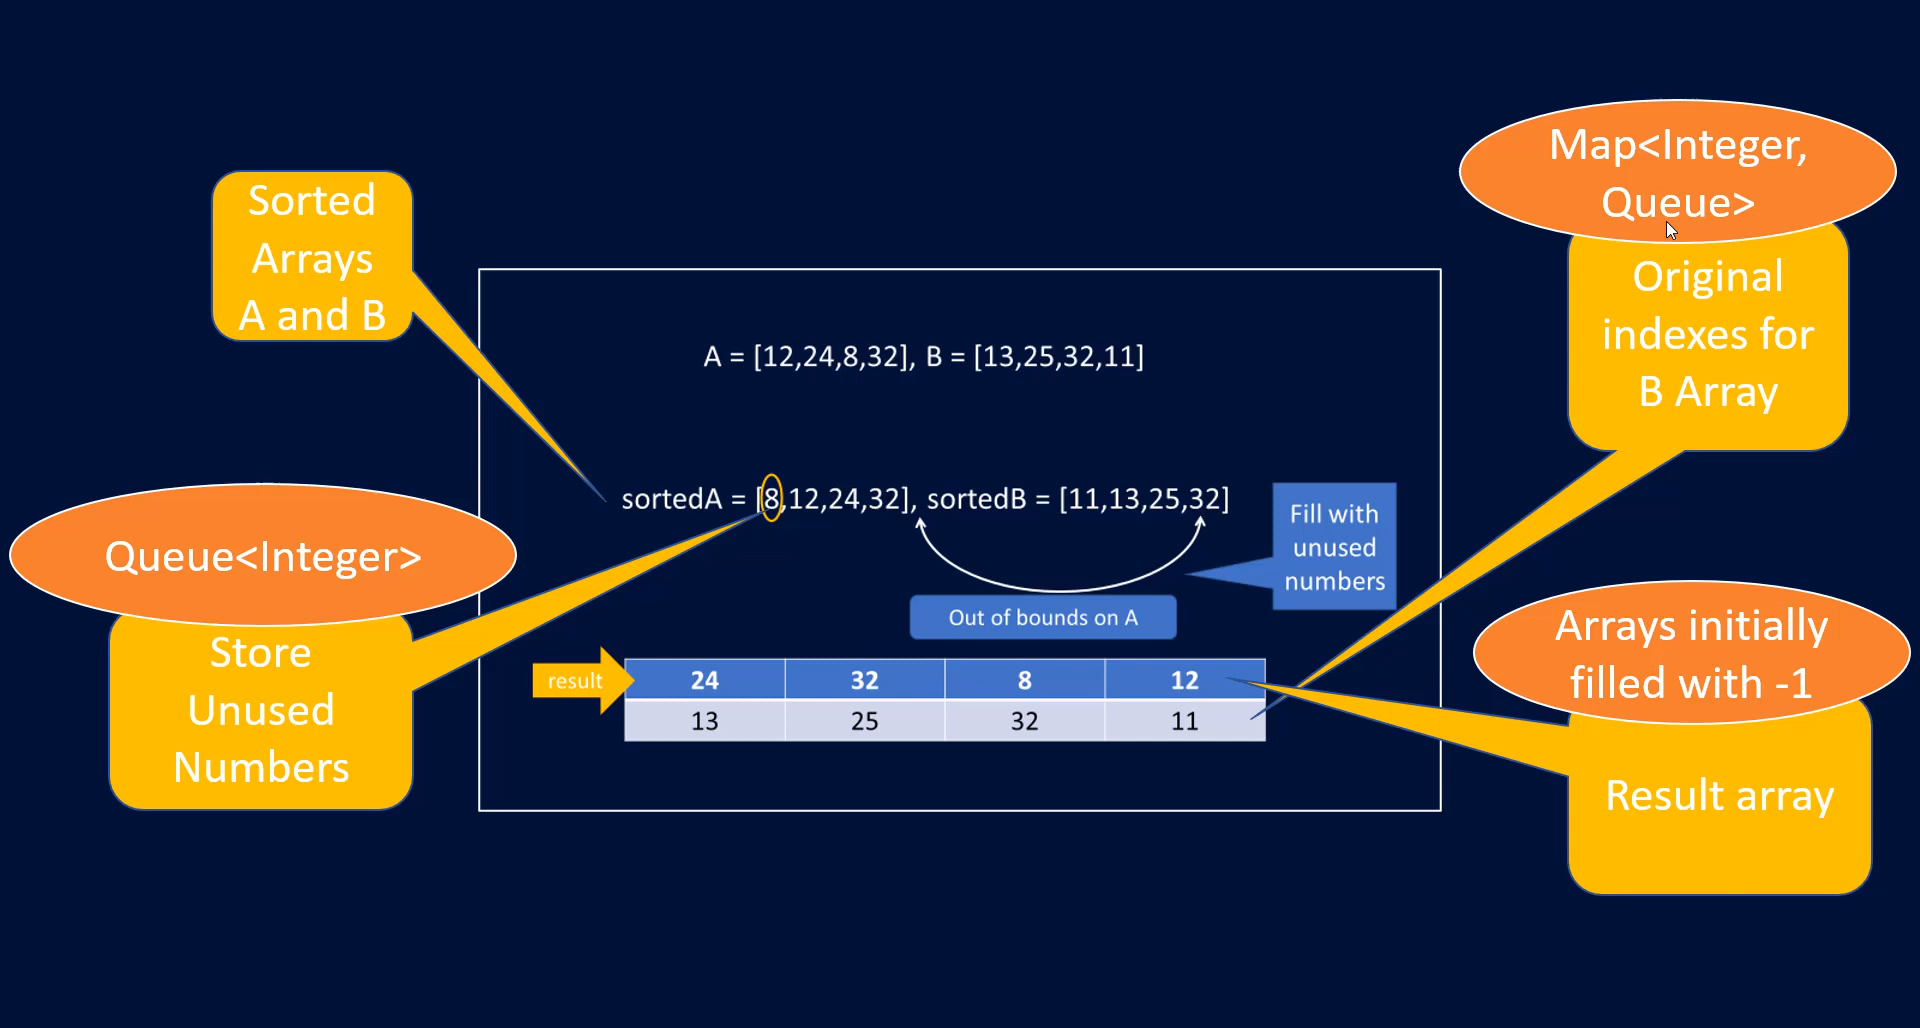 Map<Integer,
Queue>
Sorted
Arrays
A and B
Original
indexes for
B Array
A = [12,24,8,32], B = [13,25,32,11]
sortedA = [8,12,24,32], sortedB = [11,13,25,32]
Fill with
unused
numbers
Queue<Integer>
Out of bounds on A
Arrays initially
filled with -1
Store
Unused
Numbers
result
24 32 8 12
13 25 32 11
Result array